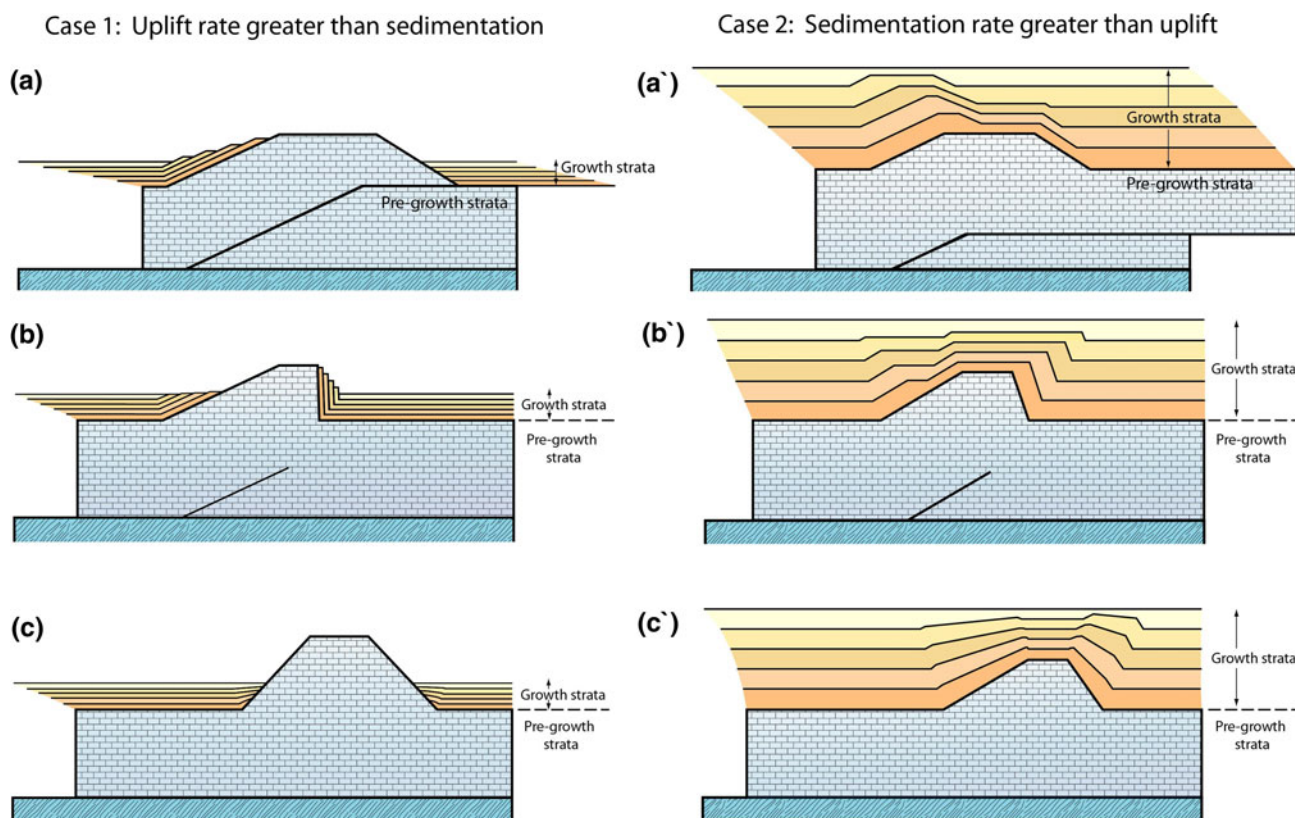 Case 1: Uplift rate greater than sedimentation
Case 2: Sedimentation rate greater than uplift
(a)
Growth strata
Pre-growth strata
(a`)
Growth strata
Pre-growth strata
(b)
Growth strata
Pre-growth
strata
(b`)
Growth strata
Pre-growth
strata
(c)
Growth strata
Pre-growth
strata
(c`)
Growth strata
Pre-growth
strata